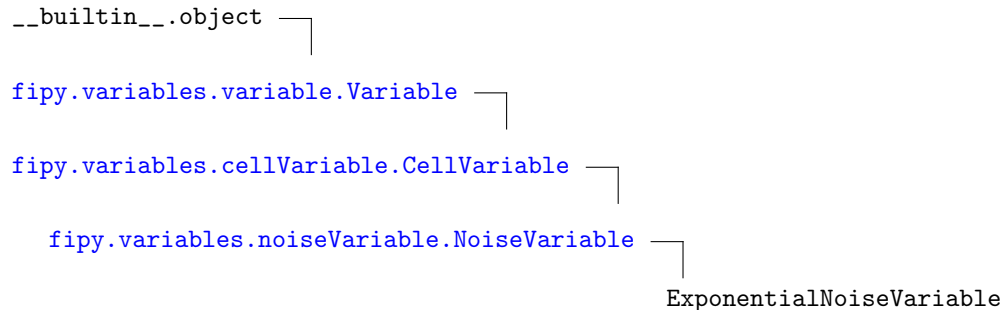 __builtin__.object
fipy.variables.variable.Variable
fipy.variables.cellVariable.CellVariable
fipy.variables.noiseVariable.NoiseVariable
ExponentialNoiseVariable